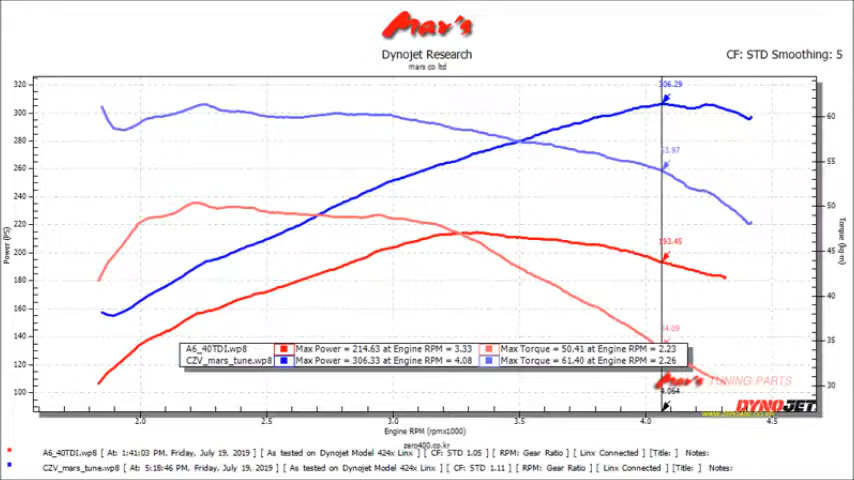 Mar's
Dynojet Research
mars co ltd
CF: STD Smoothing: 5
320
300
280
260
240
220
200
180
160
140
120
100
Power (PS)
60
55
50
45
40
35
30
Torque (kg-m)
306.29
53.97
193.45
34.09
A6_40TDI.wp8 Max Power = 214.63 at Engine RPM = 3.33 Max Torque = 50.41 at Engine RPM = 2.23
CZV_mars_tune.wp8 Max Power = 306.33 at Engine RPM = 4.08 Max Torque = 61.40 at Engine RPM = 2.26
Mar's TUNING PARTS
4.064
DYNOJET
2.0 2.5 3.0 3.5 4.0 4.5
Engine RPM (rpmx1000)
zero400.co.kr
A6_40TDI.wp8 [ At: 1:41:03 PM, Friday, July 19, 2019 ] [ As tested on Dynojet Model 424x Linx ] [ CF: STD 1.05 ] [ RPM: Gear Ratio ] [ Linx Connected ] [Title: ] Notes:
CZV_mars_tune.wp8 [ At: 5:18:46 PM, Friday, July 19, 2019 ] [ As tested on Dynojet Model 424x Linx ] [ CF: STD 1.11 ] [ RPM: Gear Ratio ] [ Linx Connected ] [Title: ] Notes: